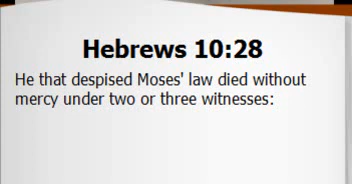 Hebrews 10:28
He that despised Moses' law died without
mercy under two or three witnesses: